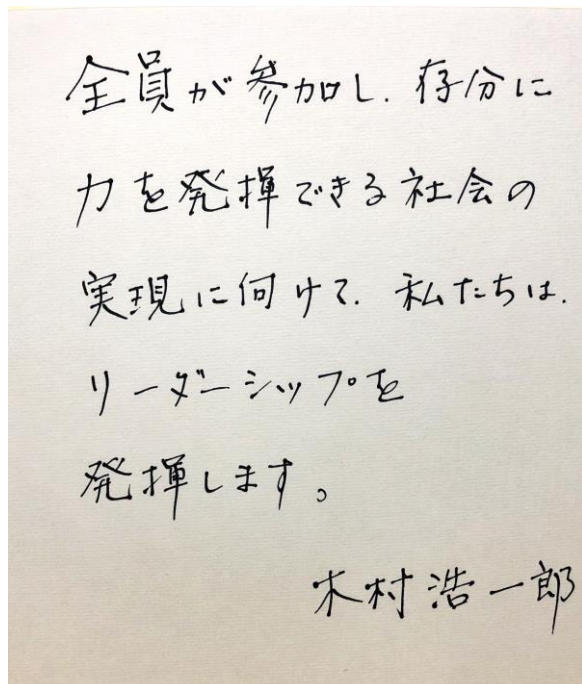 全員が参加し、存分に
力を発揮できる社会の
実現に向けて、私たちは、
リーダーシップを
発揮します。
木村浩一郎